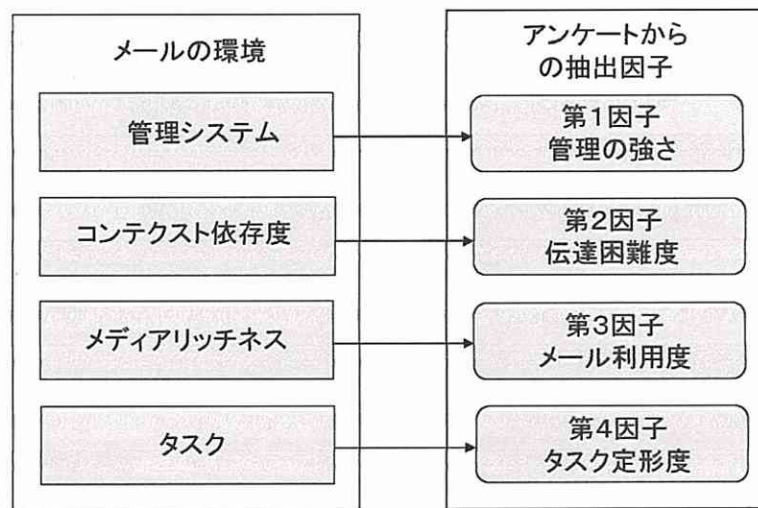 メールの環境
管理システム
コンテクスト依存度
メディアリッチネス
タスク
アンケートから
の抽出因子
第1因子
管理の強さ
第2因子
伝達困難度
第3因子
メール利用度
第4因子
タスク定形度